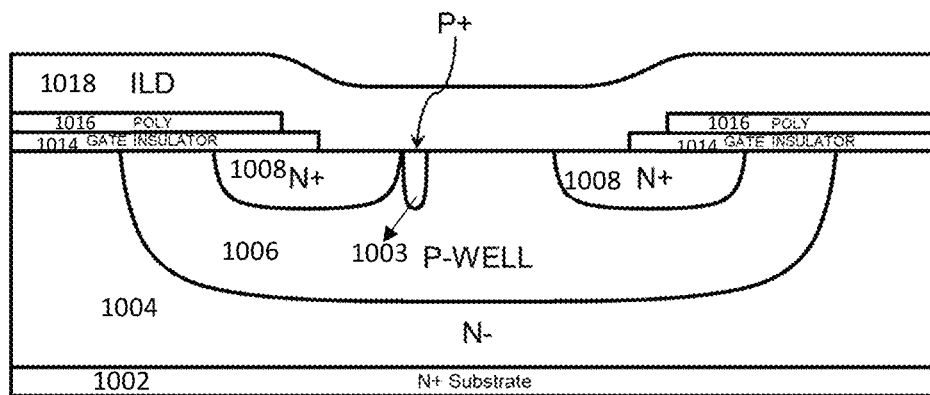 P+
1018 ILD
1016 POLY
1016 POLY
1014 GATE INSULATOR
1014 GATE INSULATOR
1008 N+
1008 N+
1006
1003
P-WELL
1004
N-
1002
N+ Substrate